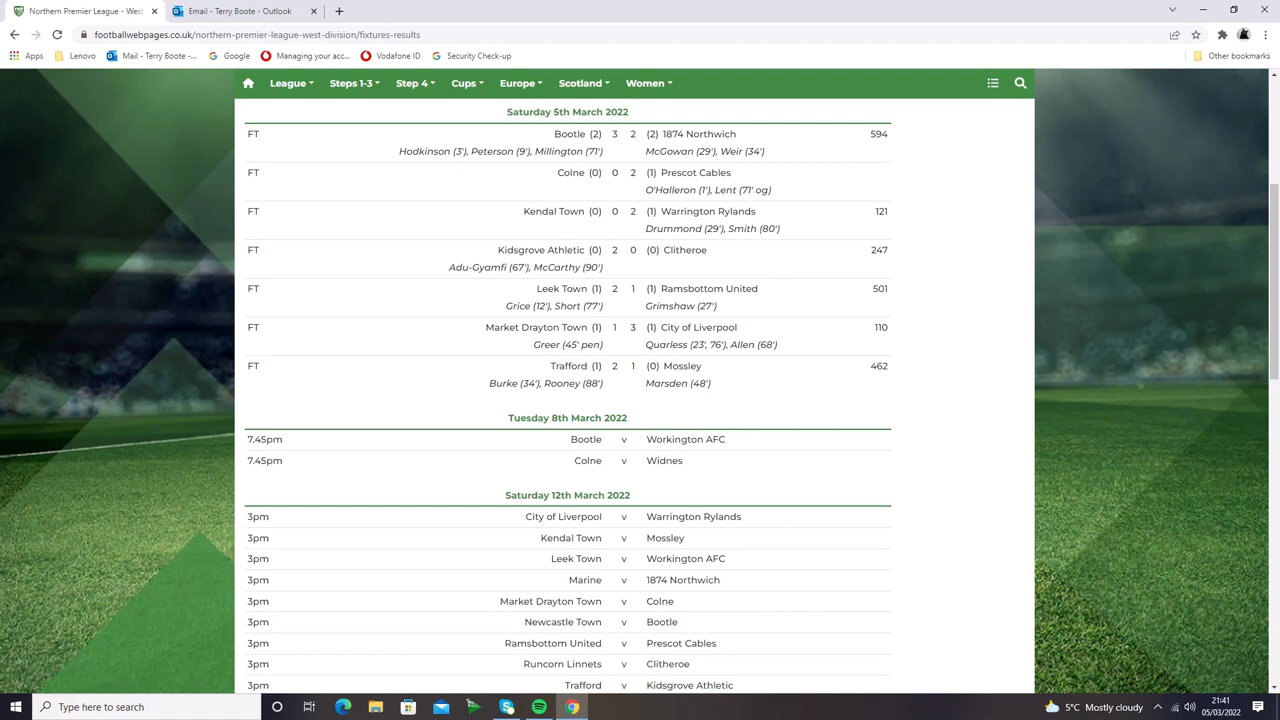 Northern Premier League - West
Email - Terry Boote - Outlook
footballwebpages.co.uk/northern-premier-league-west-division/fixtures-results
Apps Lenovo Mail - Terry Boote -... Google Managing your acc... Vodafone ID Security Check-up Other bookmarks
League Steps 1-3 Step 4 Cups Europe Scotland Women
Saturday 5th March 2022
FT Bootle (2) 3 2 (2) 1874 Northwich 594
Hodkinson (3'), Peterson (9'), Millington (71') McGowan (29'), Weir (34')
FT Colne (0) 0 2 (1) Prescot Cables
O'Halleron (1'), Lent (71' og)
FT Kendal Town (0) 0 2 (1) Warrington Rylands 121
Drummond (29'), Smith (80')
FT Kidsgrove Athletic (0) 2 0 (0) Clitheroe 247
Adu-Gyamfi (67'), McCarthy (90')
FT Leek Town (1) 2 1 (1) Ramsbottom United 501
Grice (12'), Short (77') Grimshaw (27')
FT Market Drayton Town (1) 1 3 (1) City of Liverpool 110
Greer (45' pen) Quarless (23', 76'), Allen (68')
FT Trafford (1) 2 1 (0) Mossley 462
Burke (34'), Rooney (88') Marsden (48')
Tuesday 8th March 2022
7.45pm Bootle v Workington AFC
7.45pm Colne v Widnes
Saturday 12th March 2022
3pm City of Liverpool v Warrington Rylands
3pm Kendal Town v Mossley
3pm Leek Town v Workington AFC
3pm Marine v 1874 Northwich
3pm Market Drayton Town v Colne
3pm Newcastle Town v Bootle
3pm Ramsbottom United v Prescot Cables
3pm Runcorn Linnets v Clitheroe
3pm Trafford v Kidsgrove Athletic
Type here to search
5°C Mostly cloudy
21:41
05/03/2022